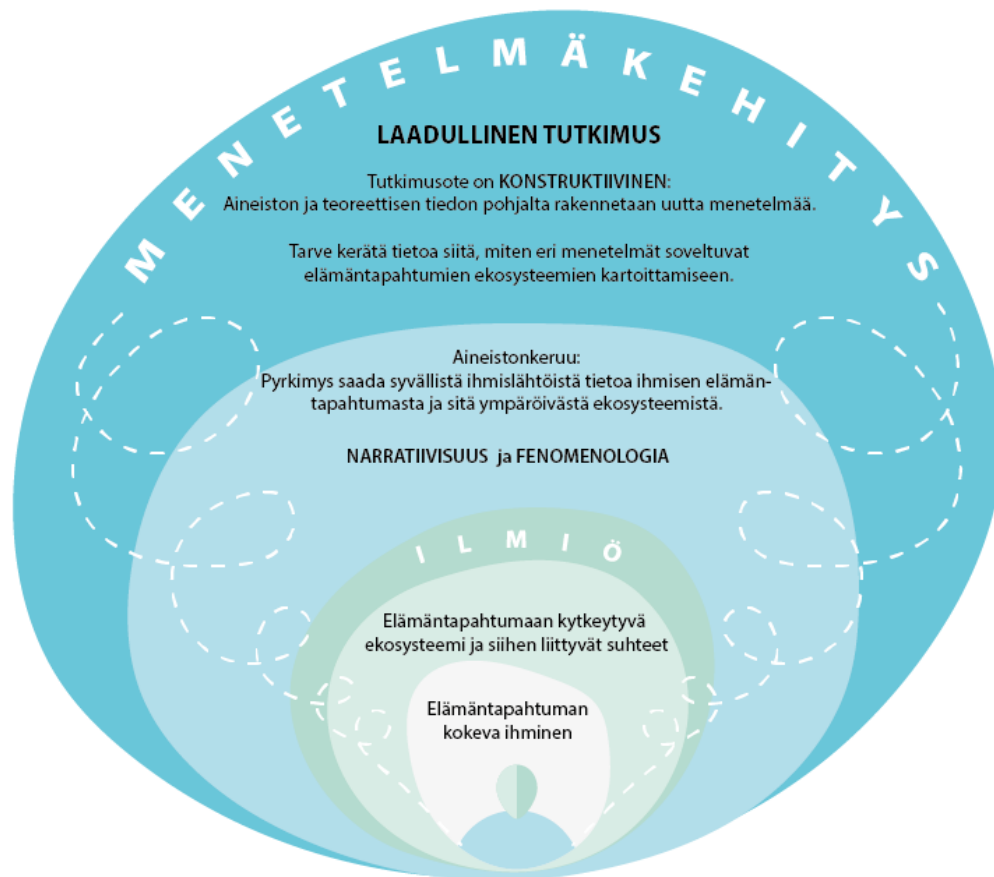 MENETELMÄKEHITYS
LAADULLINEN TUTKIMUS
Tutkimusote on KONSTRUKTIIVINEN:
Aineiston ja teoreettisen tiedon pohjalta rakennetaan uutta menetelmää.
Tarve kerätä tietoa siitä, miten eri menetelmät soveltuvat
elämäntapahtumien ekosysteemien kartoittamiseen.
Aineistonkeruu:
Pyrkimys saada syvällistä ihmislähtöistä tietoa ihmisen elämän-
tapahtumasta ja sitä ympäröivästä ekosysteemistä.
NARRATIIVISUUS ja FENOMENOLOGIA
ILMIÖ
Elämäntapahtumaan kytkeytyvä
ekosysteemi ja siihen liittyvät suhteet
Elämäntapahtuman
kokeva ihminen